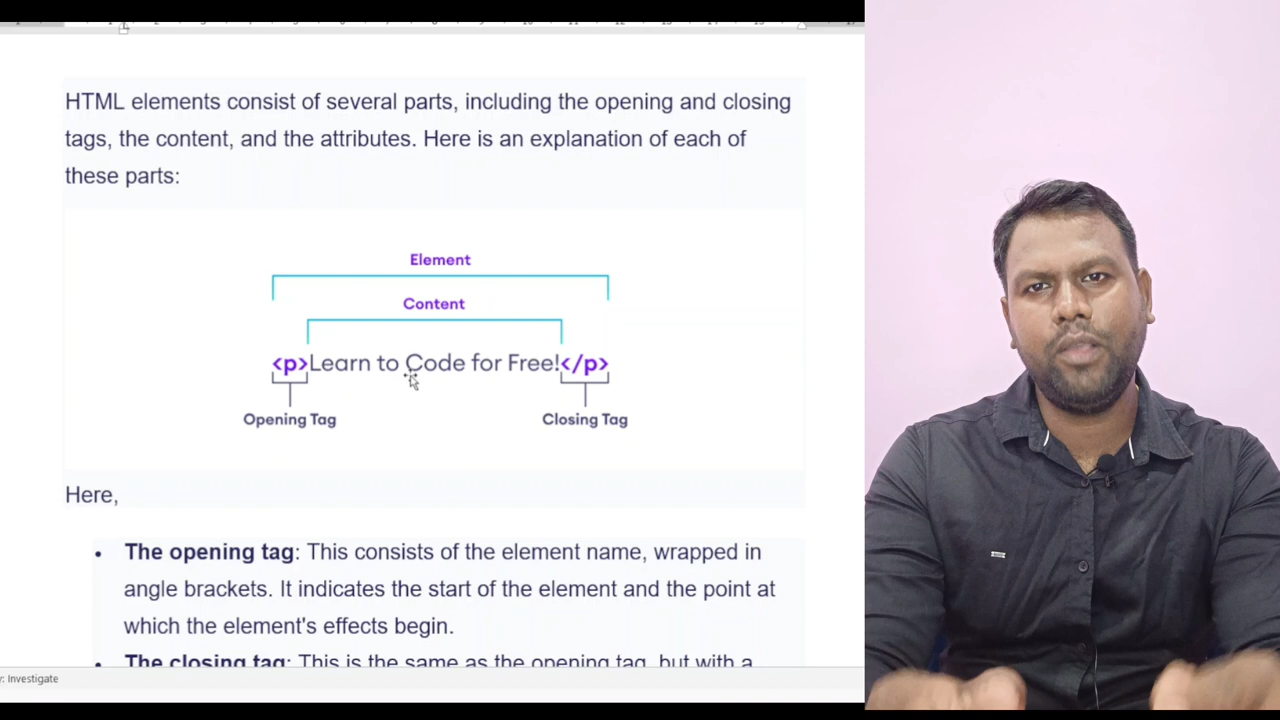 HTML elements consist of several parts, including the opening and closing
tags, the content, and the attributes. Here is an explanation of each of
these parts:
Element
Content
<p>Learn to Code for Free!</p>
Opening Tag
Closing Tag
Here,
• The opening tag: This consists of the element name, wrapped in
angle brackets. It indicates the start of the element and the point at
which the element's effects begin.
• The closing tag: This is the same as the opening tag, but with a
y: Investigate